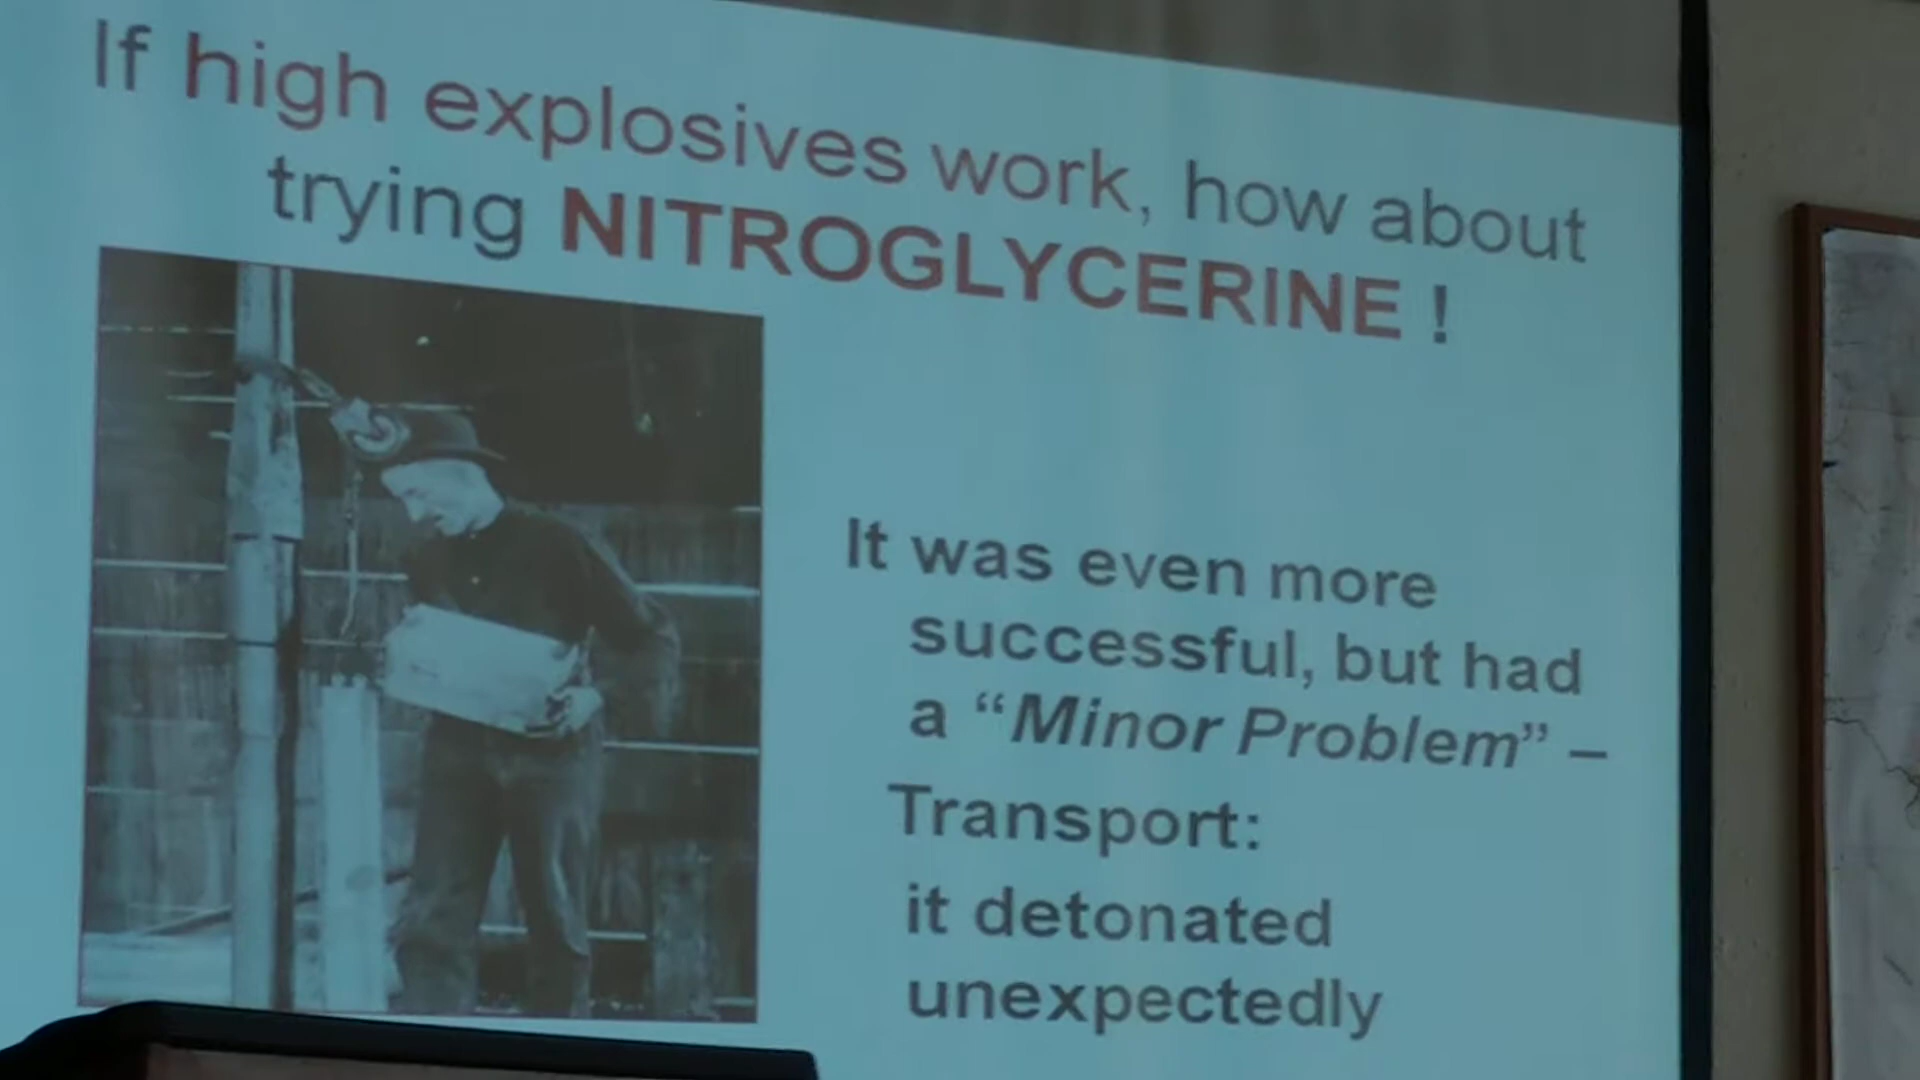 If high explosives work, how about
trying NITROGLYCERINE !
It was even more
successful, but had
a “Minor Problem” –
Transport:
it detonated
unexpectedly